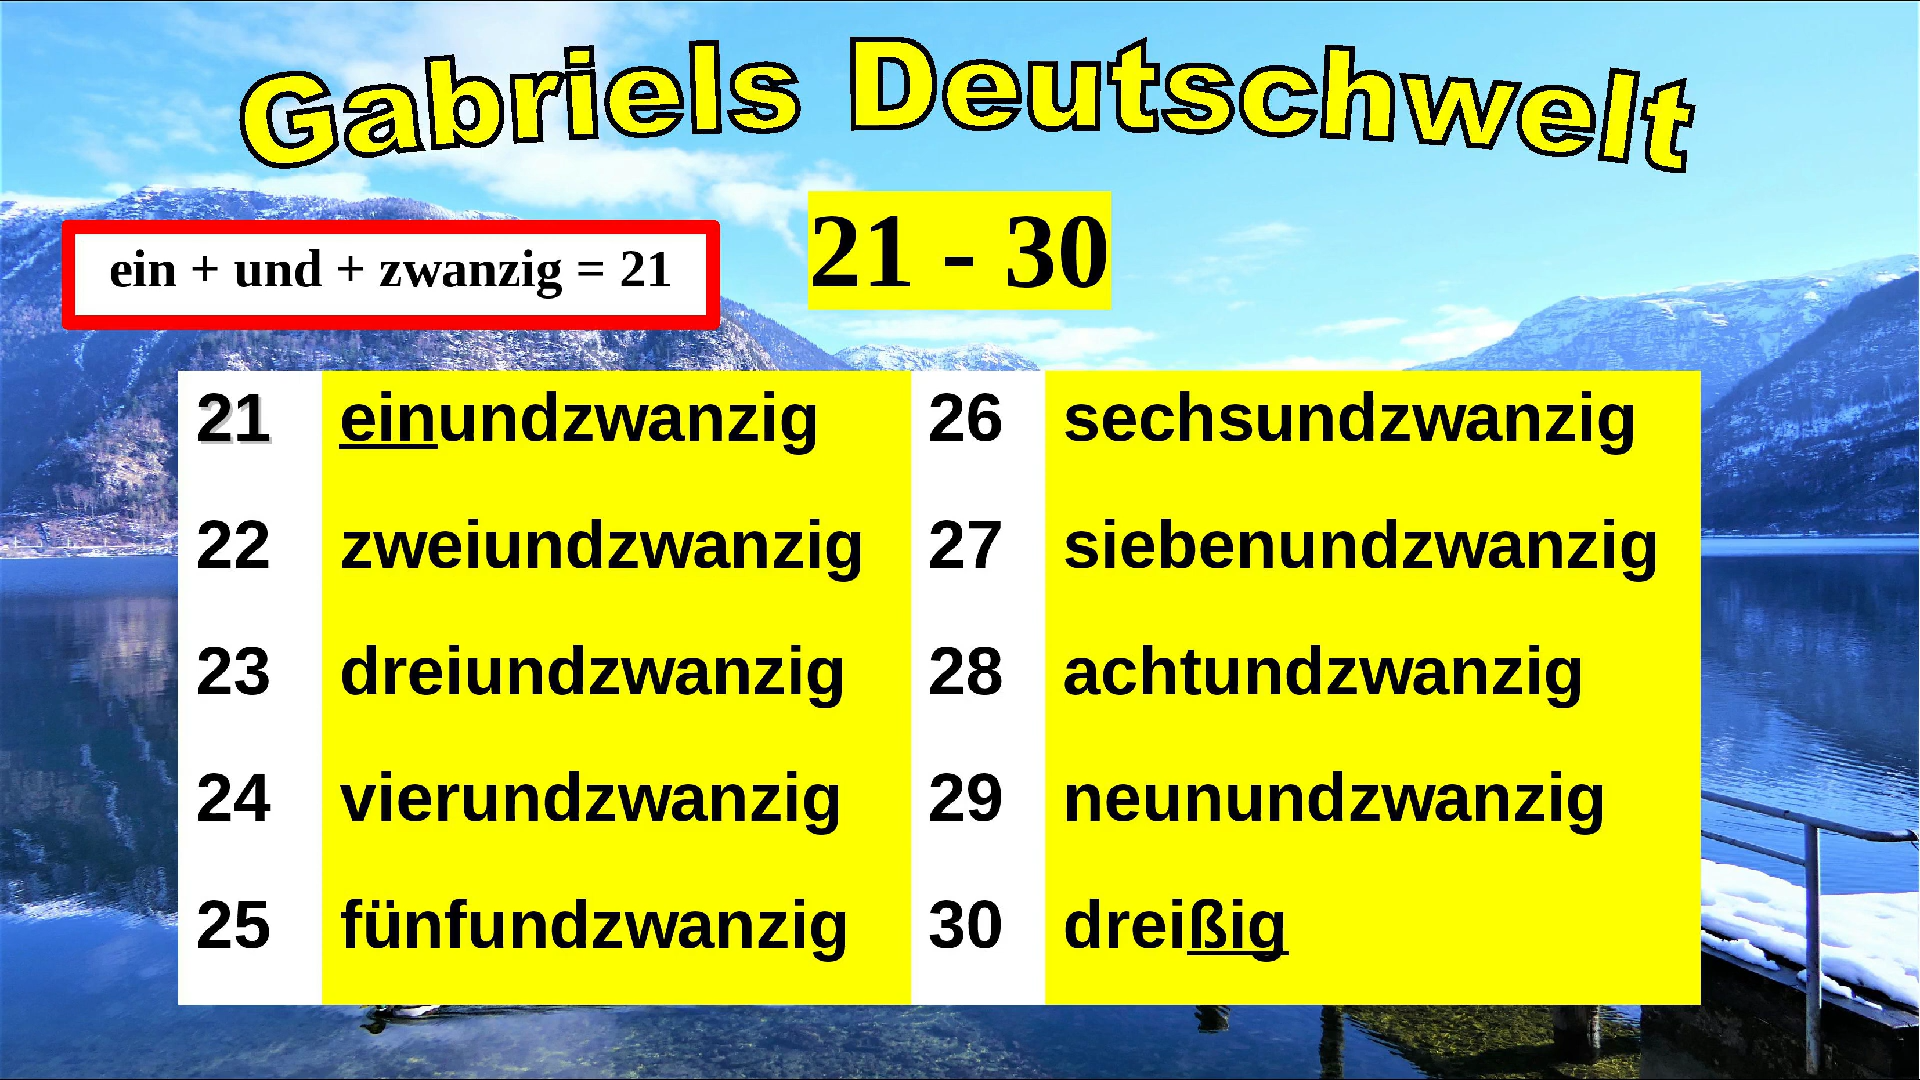 Gabriels Deutschwelt
21 - 30
ein + und + zwanzig = 21
21 einundzwanzig
22 zweiundzwanzig
23 dreiundzwanzig
24 vierundzwanzig
25 fünfundzwanzig
26 sechsundzwanzig
27 siebenundzwanzig
28 achtundzwanzig
29 neunundzwanzig
30 dreißig